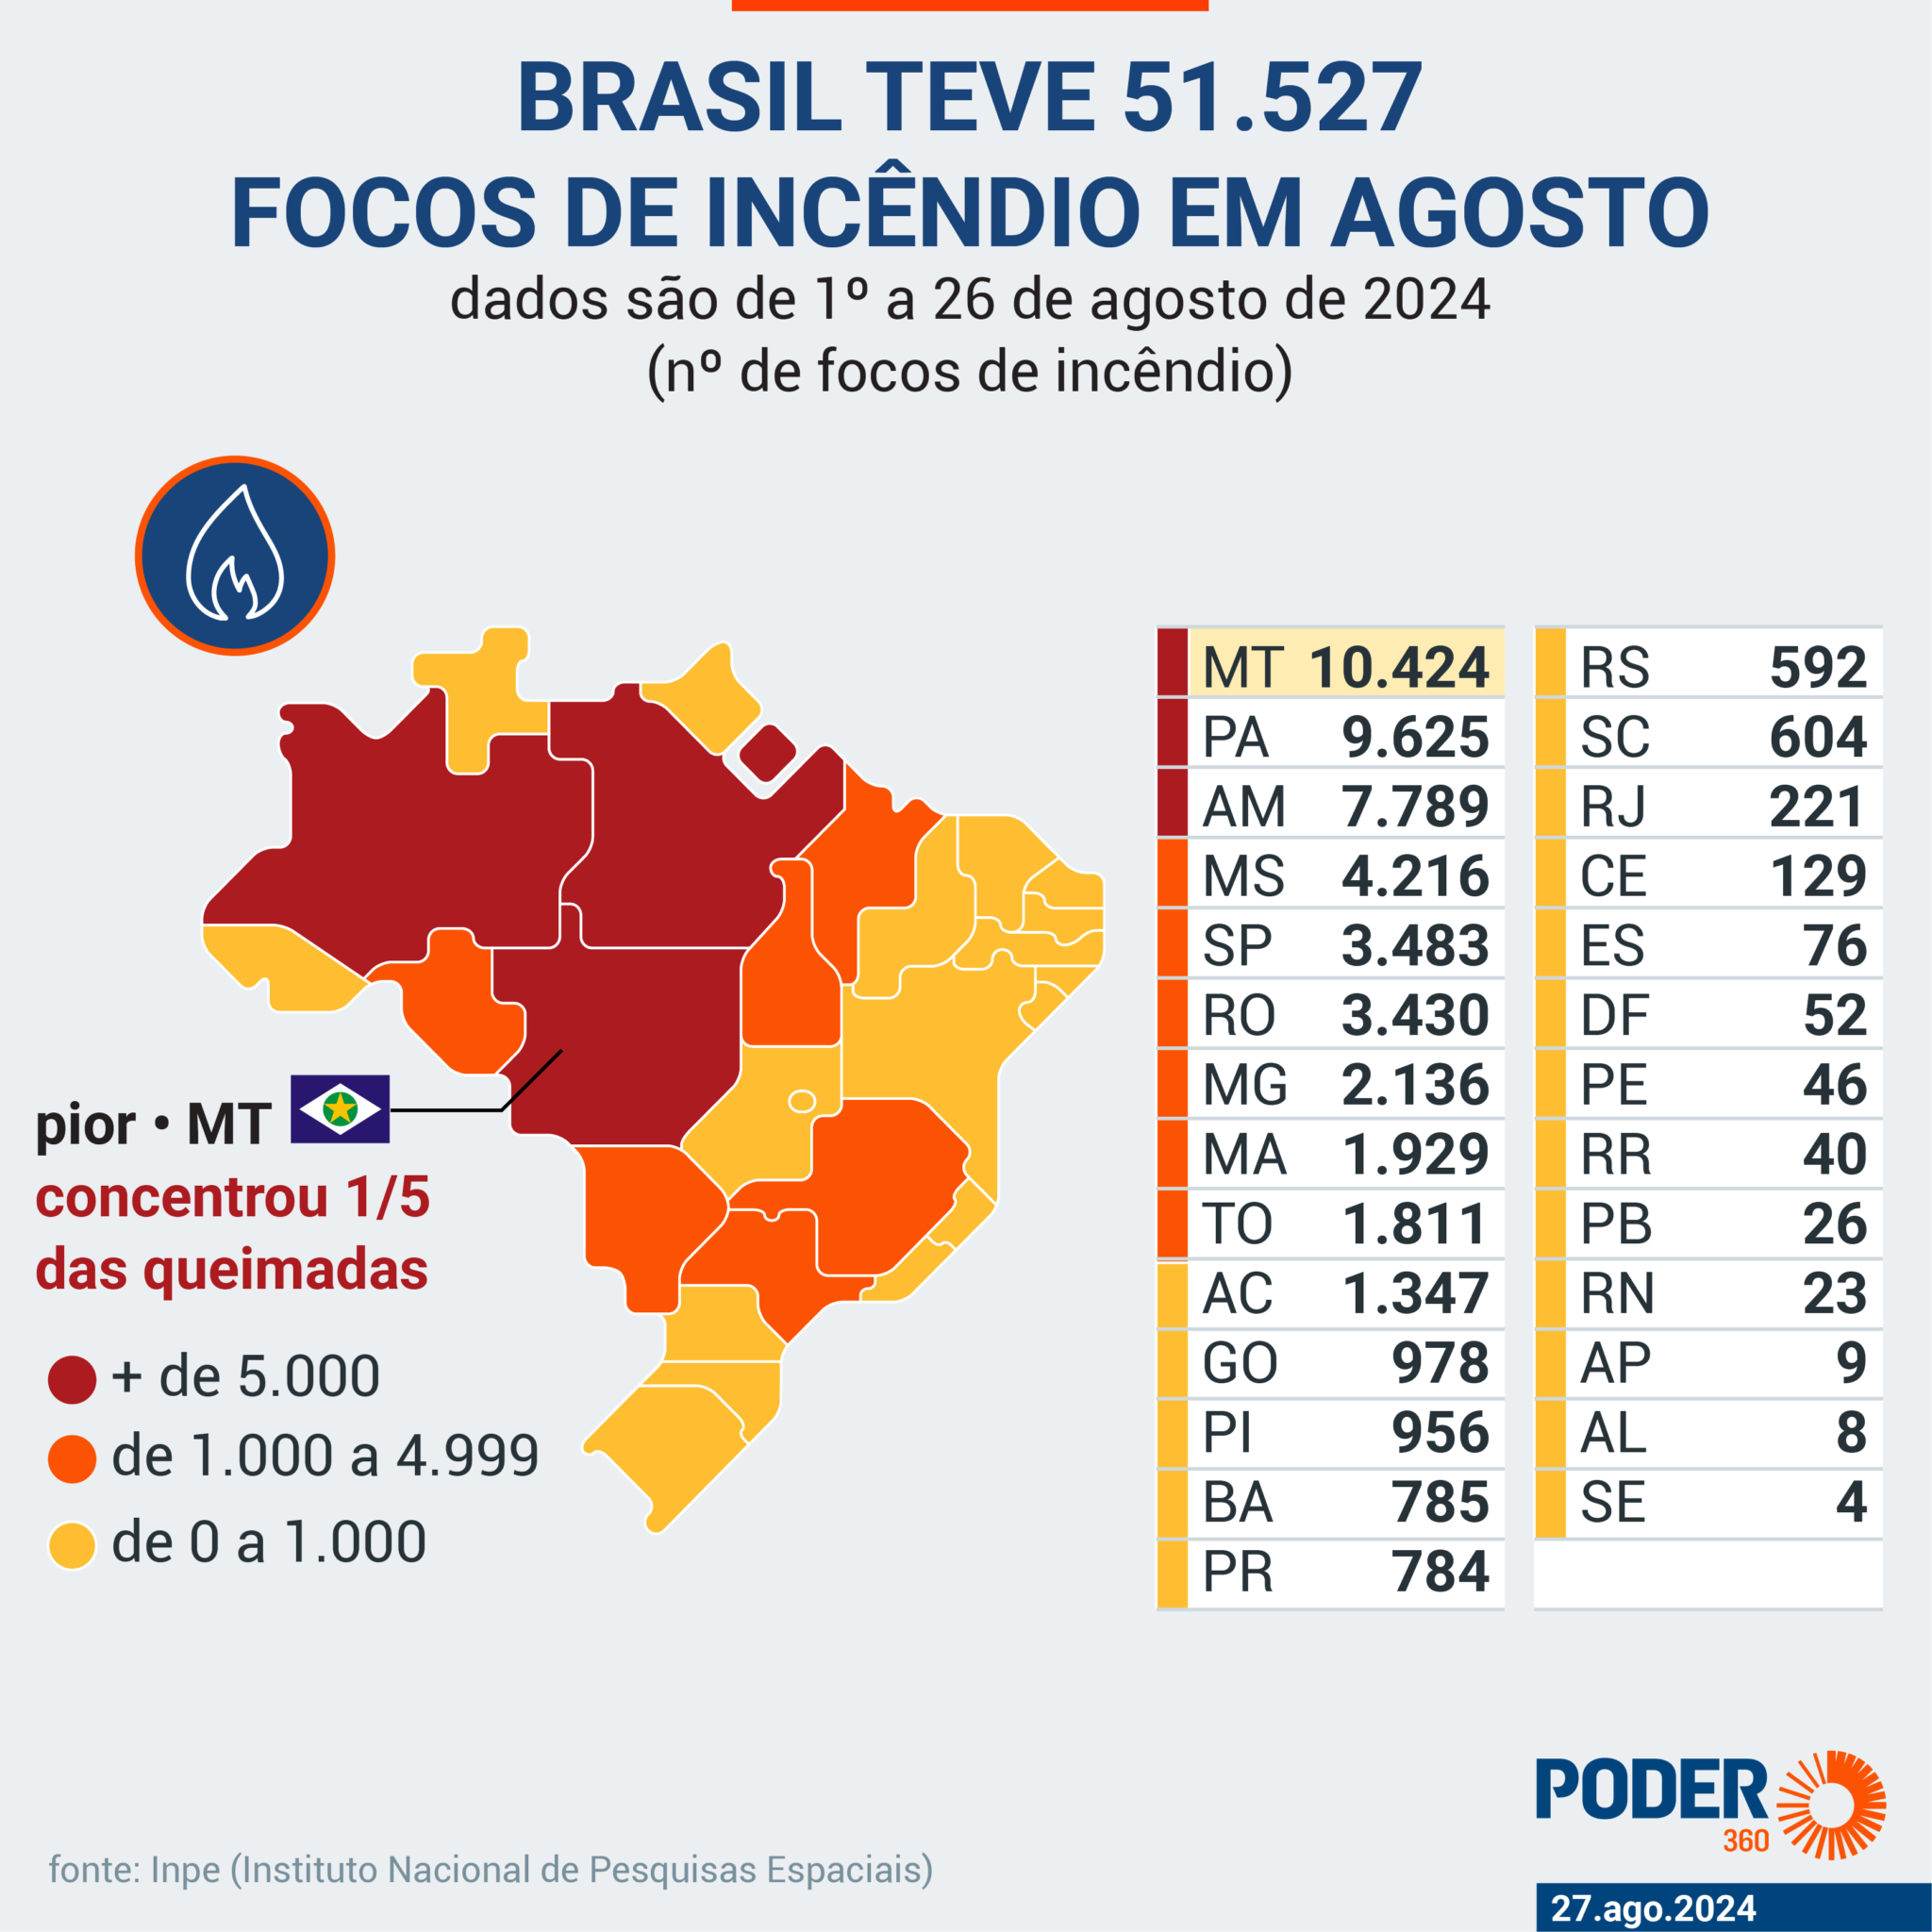 BRASIL TEVE 51.527
FOCOS DE INCÊNDIO EM AGOSTO
dados são de 1º a 26 de agosto de 2024
(nº de focos de incêndio)
pior • MT
concentrou 1/5
das queimadas
+ de 5.000
de 1.000 a 4.999
de 0 a 1.000
MT 10.424
PA 9.625
AM 7.789
MS 4.216
SP 3.483
RO 3.430
MG 2.136
MA 1.929
TO 1.811
AC 1.347
GO 978
PI 956
BA 785
PR 784
RS 592
SC 604
RJ 221
CE 129
ES 76
DF 52
PE 46
RR 40
PB 26
RN 23
AP 9
AL 8
SE 4
fonte: Inpe (Instituto Nacional de Pesquisas Espaciais)
PODER
360
27.ago.2024